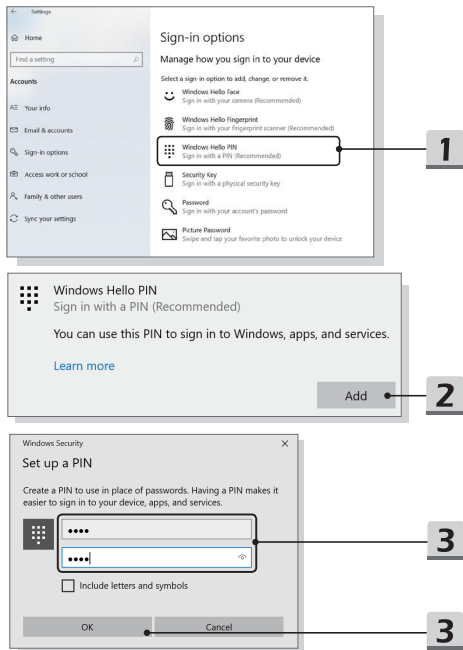 Settings
Home
Find a setting
Accounts
Your info
Email & accounts
Sign-in options
Access work or school
Family & other users
Sync your settings
Sign-in options
Manage how you sign in to your device
Select a sign-in option to add, change, or remove it.
Windows Hello Face
Sign in with your camera (Recommended)
Windows Hello Fingerprint
Sign in with your fingerprint scanner (Recommended)
Windows Hello PIN
Sign in with a PIN (Recommended)
Security Key
Sign in with a physical security key
Password
Sign in with your account's password
Picture Password
Swipe and tap your favorite photo to unlock your device
1
Windows Hello PIN
Sign in with a PIN (Recommended)
You can use this PIN to sign in to Windows, apps, and services.
Learn more
Add
2
Windows Security
Set up a PIN
Create a PIN to use in place of passwords. Having a PIN makes it
easier to sign in to your device, apps, and services.
3
Include letters and symbols
OK
Cancel
3